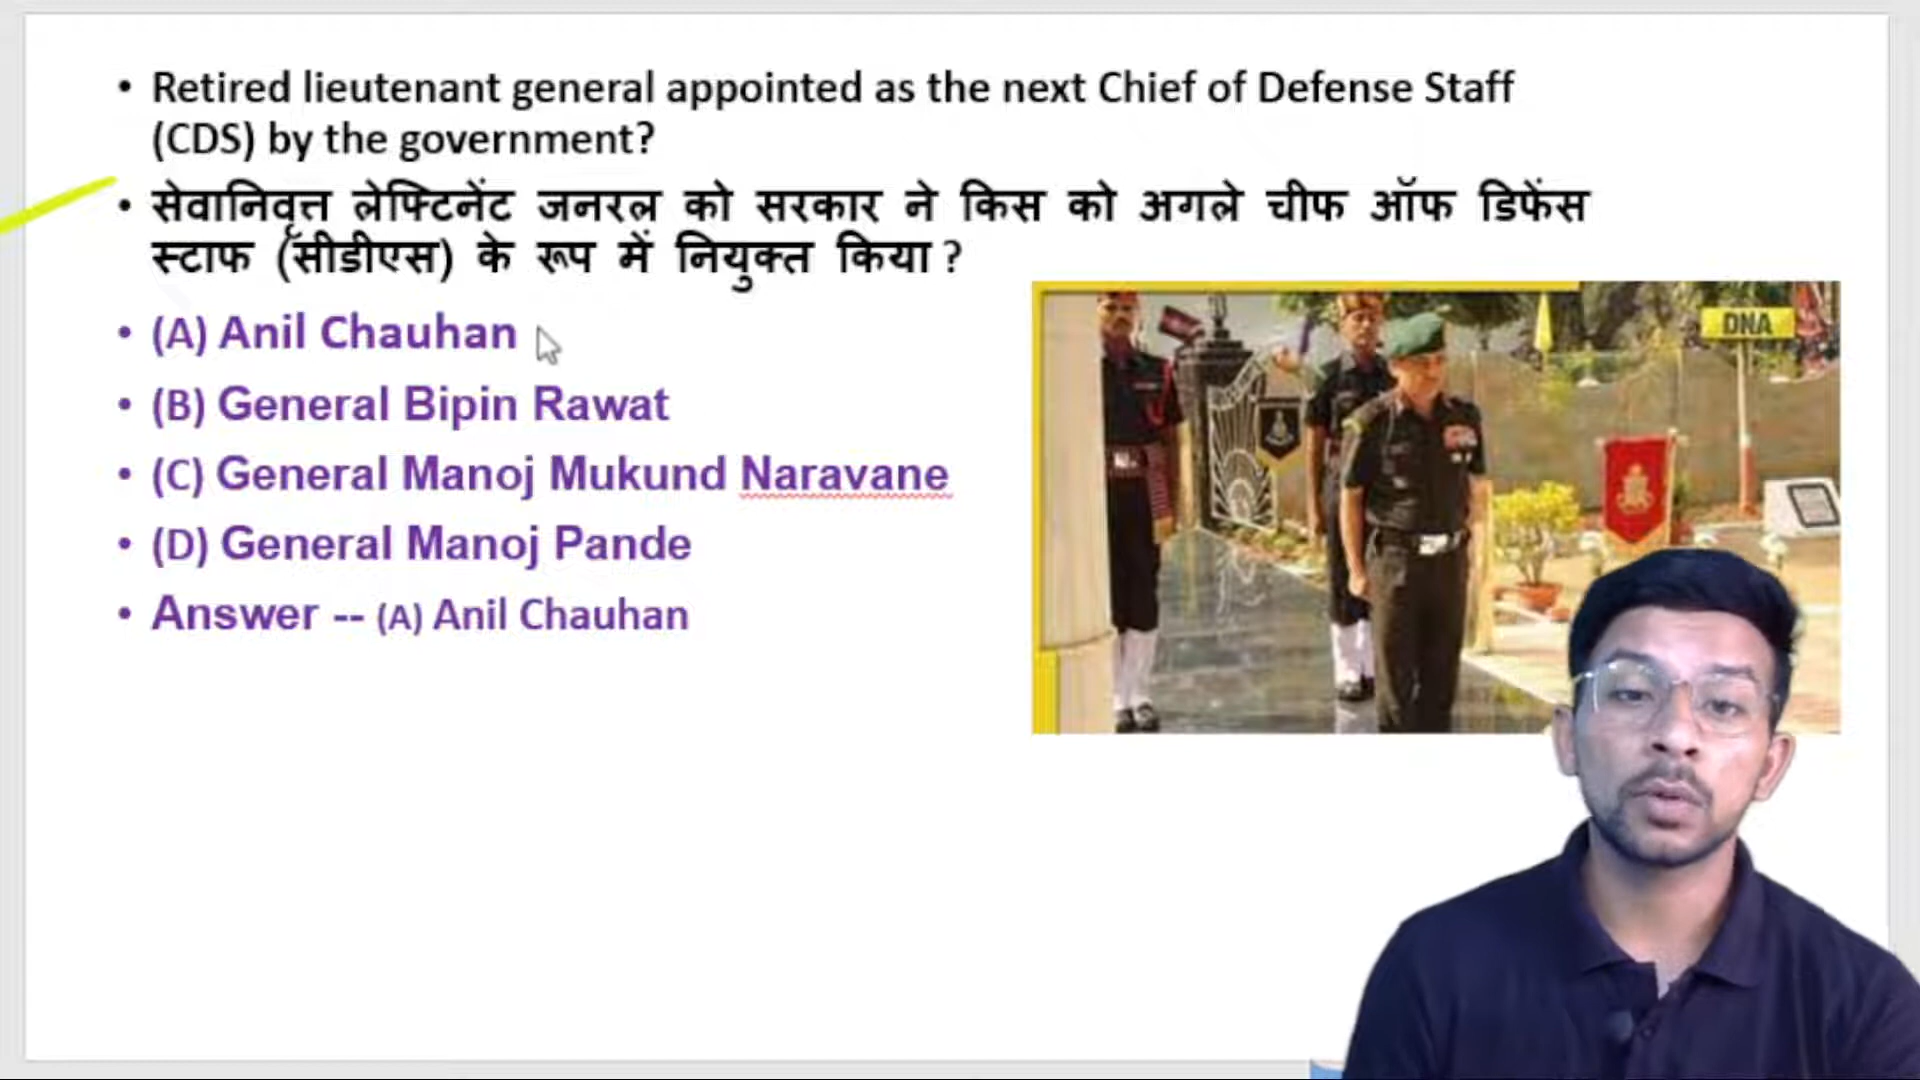 • Retired lieutenant general appointed as the next Chief of Defense Staff
(CDS) by the government?
• सेवानिवृत्त लेफ्टिनेंट जनरल को सरकार ने किस को अगले चीफ ऑफ डिफेंस
स्टाफ (सीडीएस) के रूप में नियुक्त किया ?
• (A) Anil Chauhan
• (B) General Bipin Rawat
• (C) General Manoj Mukund Naravane
• (D) General Manoj Pande
• Answer -- (A) Anil Chauhan
DNA